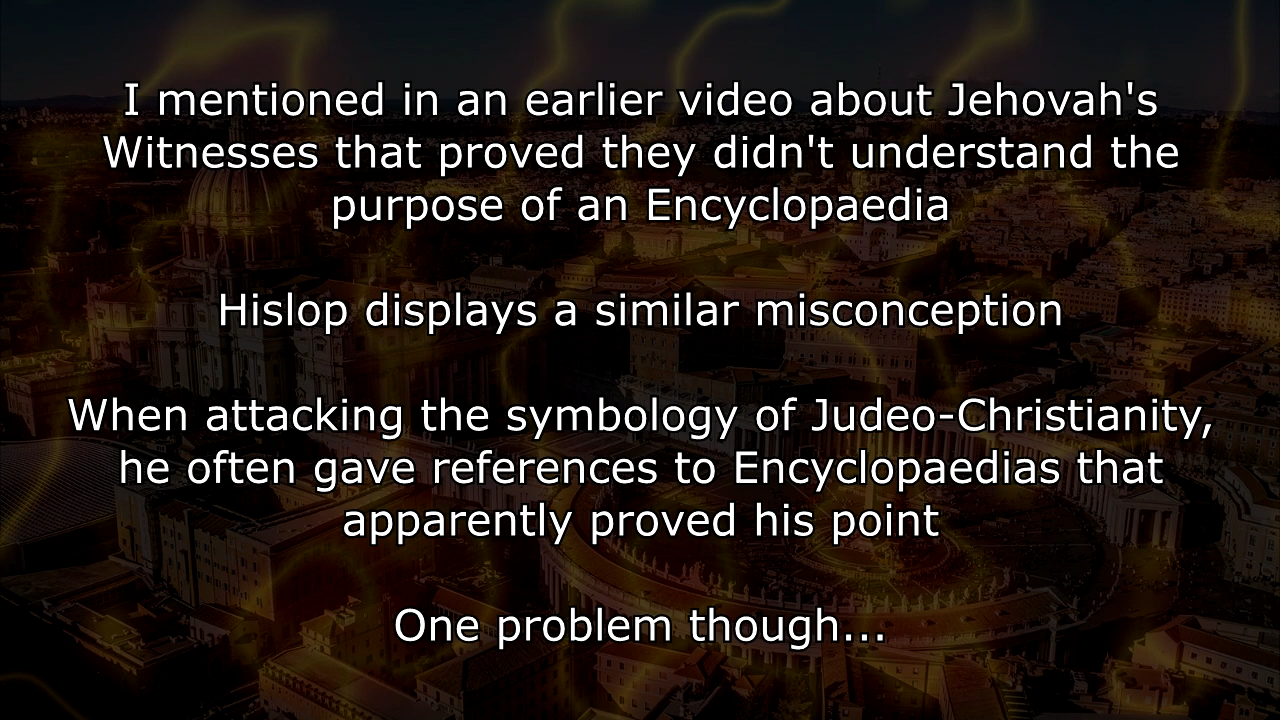 I mentioned in an earlier video about Jehovah's
Witnesses that proved they didn't understand the
purpose of an Encyclopaedia
Hislop displays a similar misconception
When attacking the symbology of Judeo-Christianity,
he often gave references to Encyclopaedias that
apparently proved his point
One problem though...